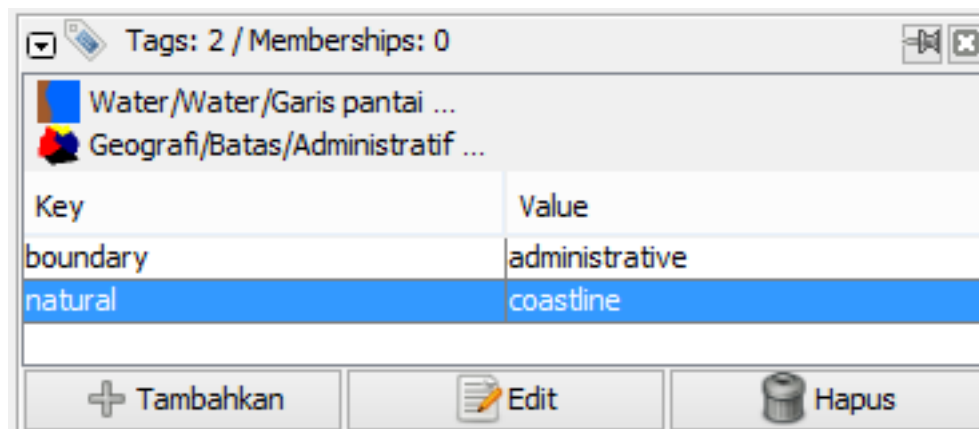 Tags: 2 / Memberships: 0
Water/Water/Garis pantai ...
Geografi/Batas/Administratif ...
Key Value
boundary administrative
natural coastline
Tambahkan Edit Hapus